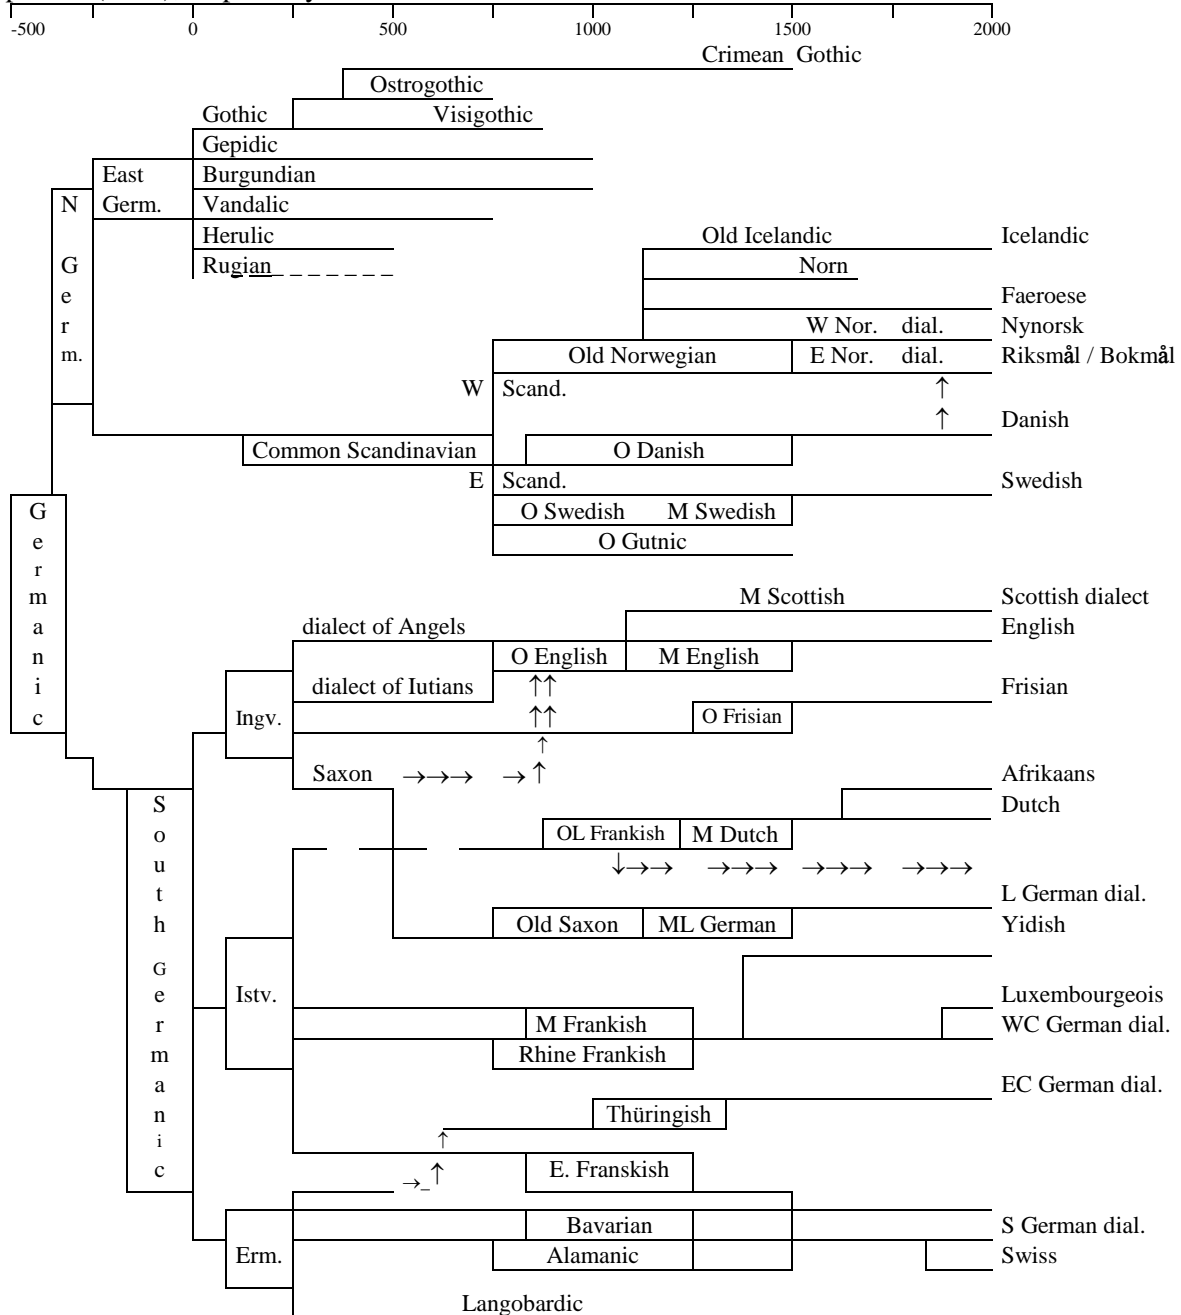 -500 0 500 1000 1500 2000
Crimean Gothic
Ostrogothic
Gothic Visigothic
Gepidic
East Burgundian
N Germ. Vandalic
Herulic Old Icelandic Icelandic
G Rugian Norn
e Faeroese
r W Nor. dial. Nynorsk
m. Old Norwegian E Nor. dial. Riksmål / Bokmål
W Scand. ↑
↑ Danish
Common Scandinavian O Danish
E Scand. Swedish
G O Swedish M Swedish
e O Gutnic
r
m M Scottish Scottish dialect
a dialect of Angels English
n O English M English
i dialect of Iutians ↑↑ Frisian
c Ingv. ↑↑ O Frisian
↑
Saxon →→→ →↑ Afrikaans
S Dutch
o OL Frankish M Dutch
u ↓→→ →→→ →→→ →→→
t L German dial.
h Old Saxon ML German Yidish
G
e Istv. Luxembourgeois
r M Frankish WC German dial.
m Rhine Frankish
a EC German dial.
n Thüringish
i ↑
c →_↑ E. Franskish
Bavarian S German dial.
Erm. Alamanic Swiss
Langobardic